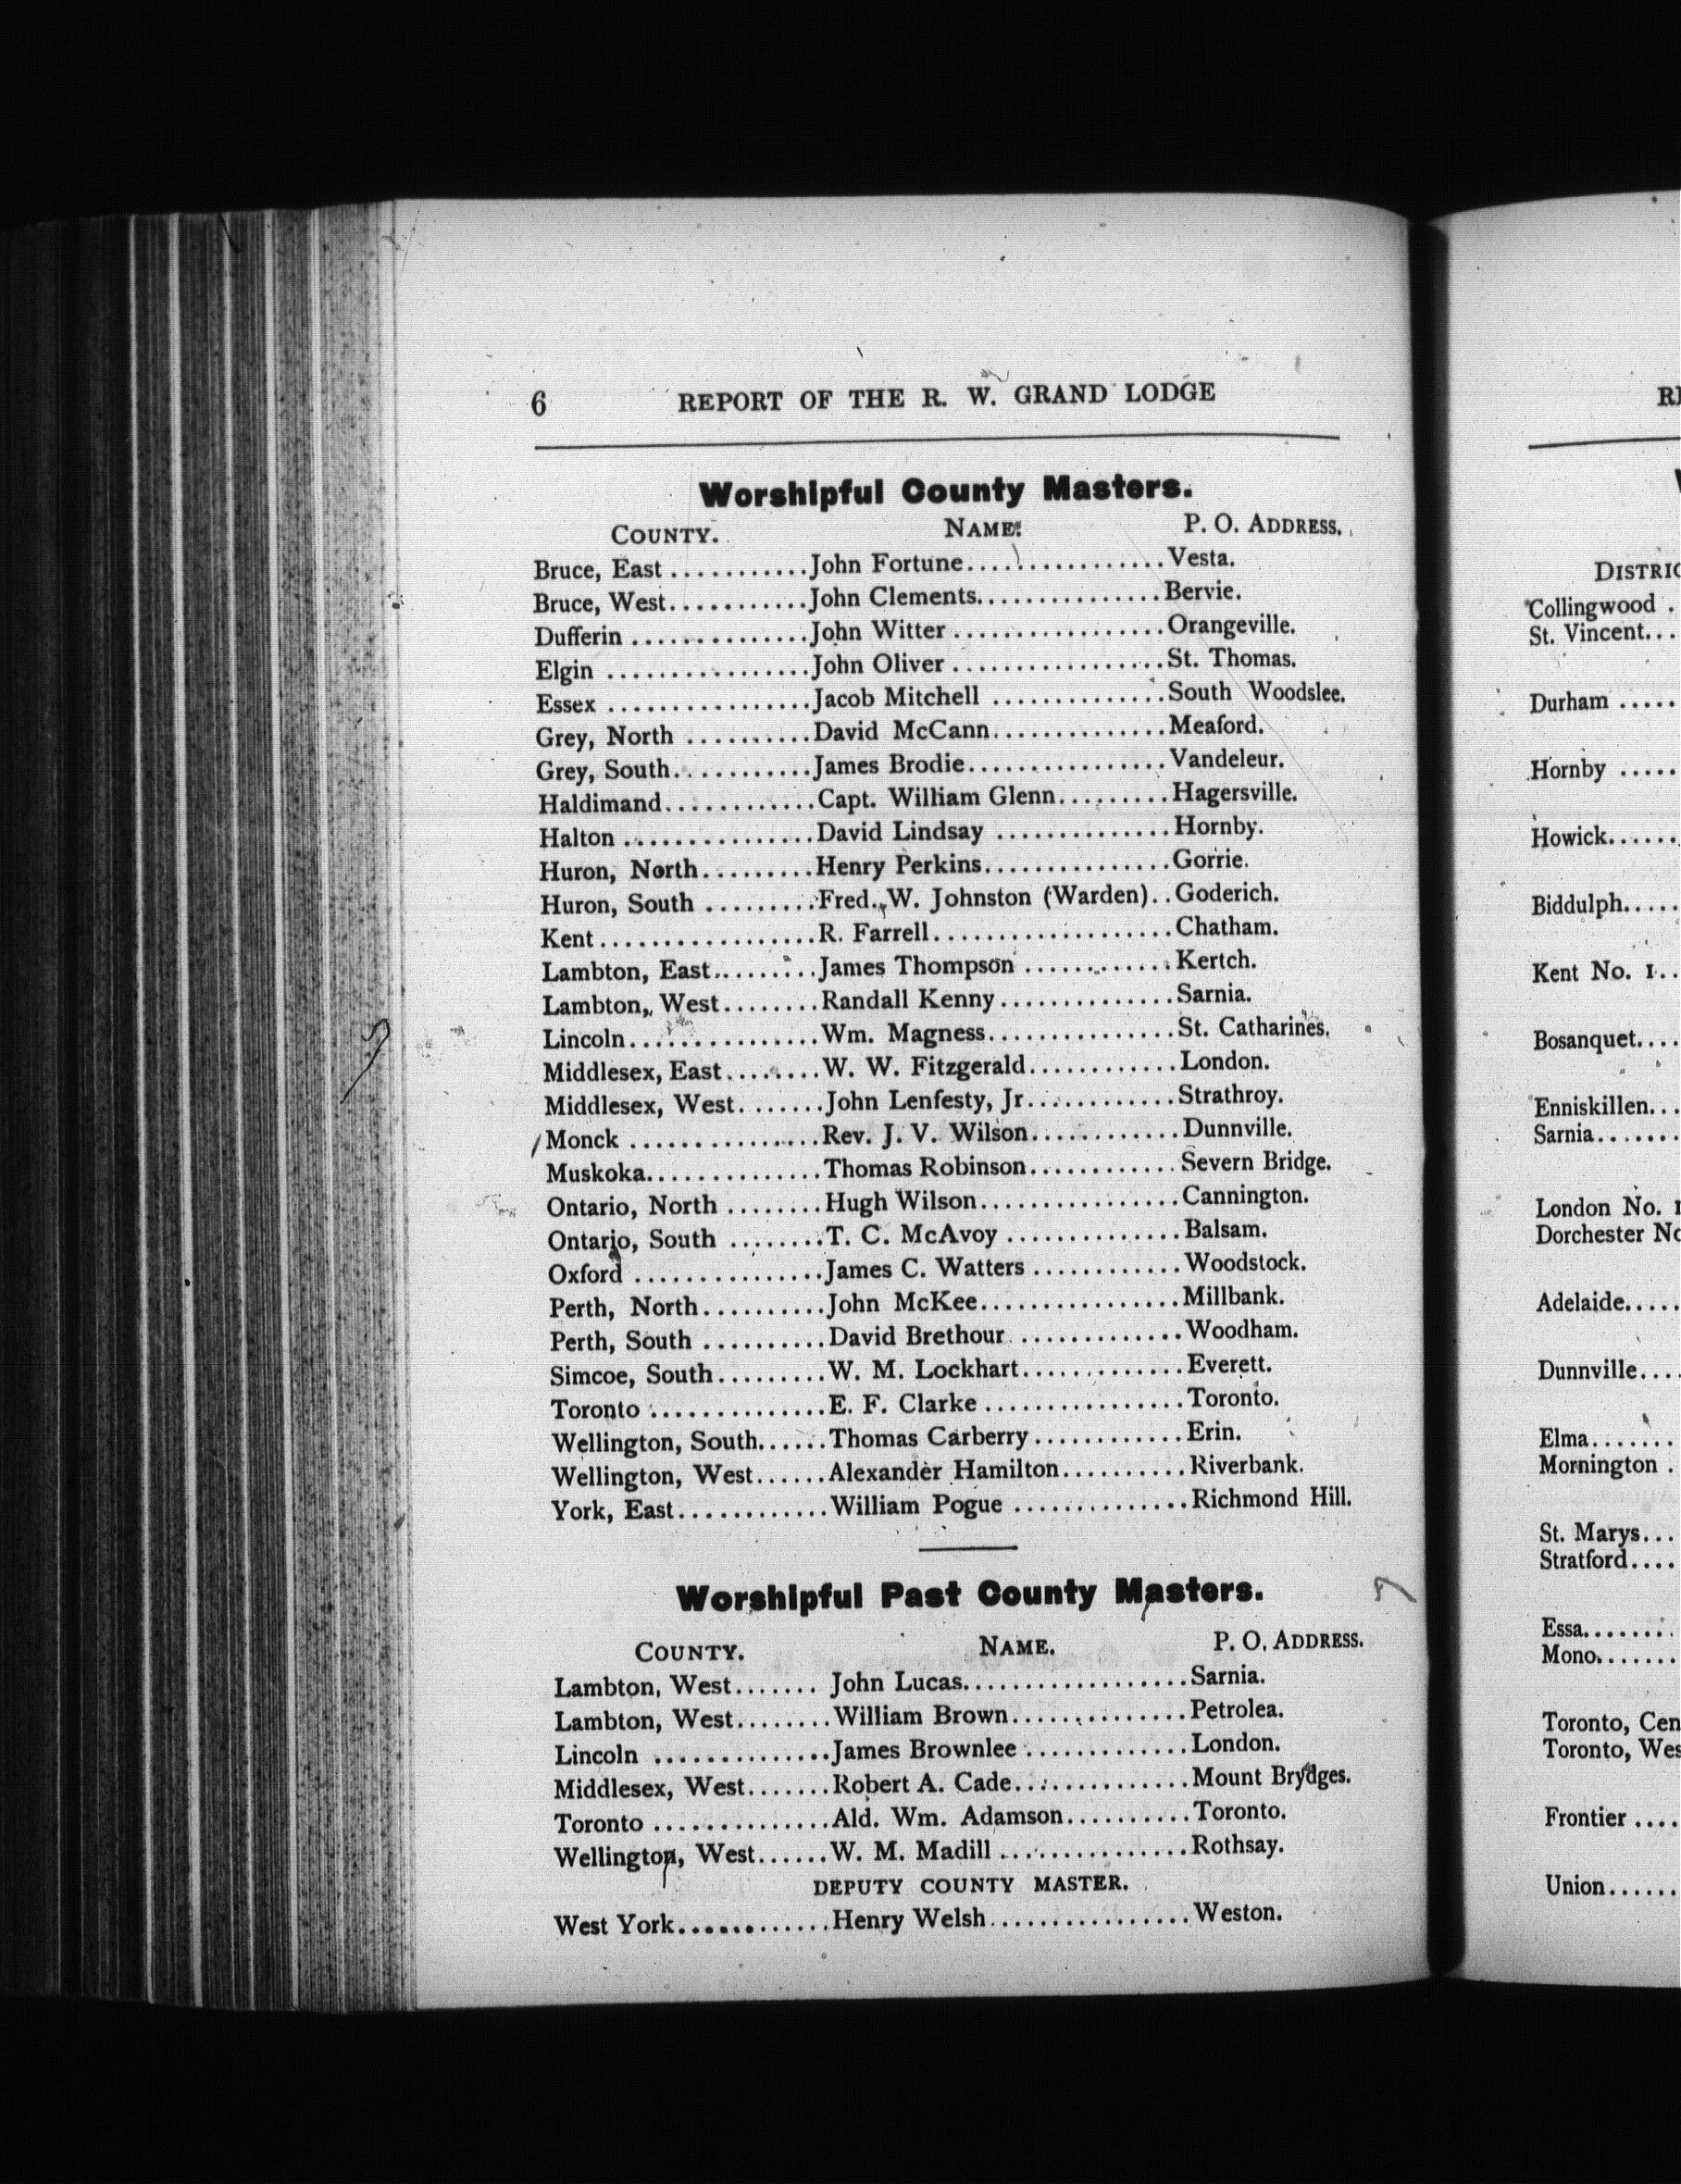 6 REPORT OF THE R. W. GRAND LODGE
Worshipful County Masters.
COUNTY. NAME. P. O. ADDRESS.
Bruce, East ........... John Fortune................ Vesta.
Bruce, West........... John Clements............... Bervie.
Dufferin .............. John Witter ................. Orangeville.
Elgin ................ John Oliver ................. St. Thomas.
Essex ................ Jacob Mitchell .............. South Woodslee.
Grey, North .......... David McCann.............. Meaford.
Grey, South........... James Brodie................ Vandeleur.
Haldimand............ Capt. William Glenn......... Hagersville.
Halton ............... David Lindsay .............. Hornby.
Huron, North......... Henry Perkins............... Gorrie.
Huron, South ......... Fred. W. Johnston (Warden).. Goderich.
Kent................. R. Farrell................... Chatham.
Lambton, East......... James Thompson ............ Kertch.
Lambton, West........ Randall Kenny.............. Sarnia.
Lincoln............... Wm. Magness............... St. Catharines.
Middlesex, East........ W. W. Fitzgerald............ London.
Middlesex, West....... John Lenfesty, Jr............ Strathroy.
Monck ............... Rev. J. V. Wilson............ Dunnville.
Muskoka.............. Thomas Robinson............ Severn Bridge.
Ontario, North ........ Hugh Wilson................ Cannington.
Ontario, South ........ T. C. McAvoy .............. Balsam.
Oxford ............... James C. Watters ............ Woodstock.
Perth, North.......... John McKee................ Millbank.
Perth, South .......... David Brethour ............. Woodham.
Simcoe, South......... W. M. Lockhart............. Everett.
Toronto .............. E. F. Clarke ................ Toronto.
Wellington, South...... Thomas Carberry............ Erin.
Wellington, West...... Alexander Hamilton.......... Riverbank.
York, East............ William Pogue .............. Richmond Hill.
Worshipful Past County Masters.
COUNTY. NAME. P. O. ADDRESS.
Lambton, West....... John Lucas.................. Sarnia.
Lambton, West........ William Brown.............. Petrolea.
Lincoln .............. James Brownlee ............. London.
Middlesex, West....... Robert A. Cade.............. Mount Brydges.
Toronto .............. Ald. Wm. Adamson.......... Toronto.
Wellington, West...... W. M. Madill ............... Rothsay.
DEPUTY COUNTY MASTER.
West York............ Henry Welsh................ Weston.
Collingwood .
St. Vincent...
Durham .....
Hornby .....
Howick......
Biddulph.....
Kent No. 1..
Bosanquet....
Enniskillen...
Sarnia.......
London No. 1
Dorchester
Adelaide.....
Dunnville....
Elma.......
Mornington .
St. Marys...
Stratford....
Essa........
Mono.......
Toronto,
Toronto,
Frontier ....
Union......